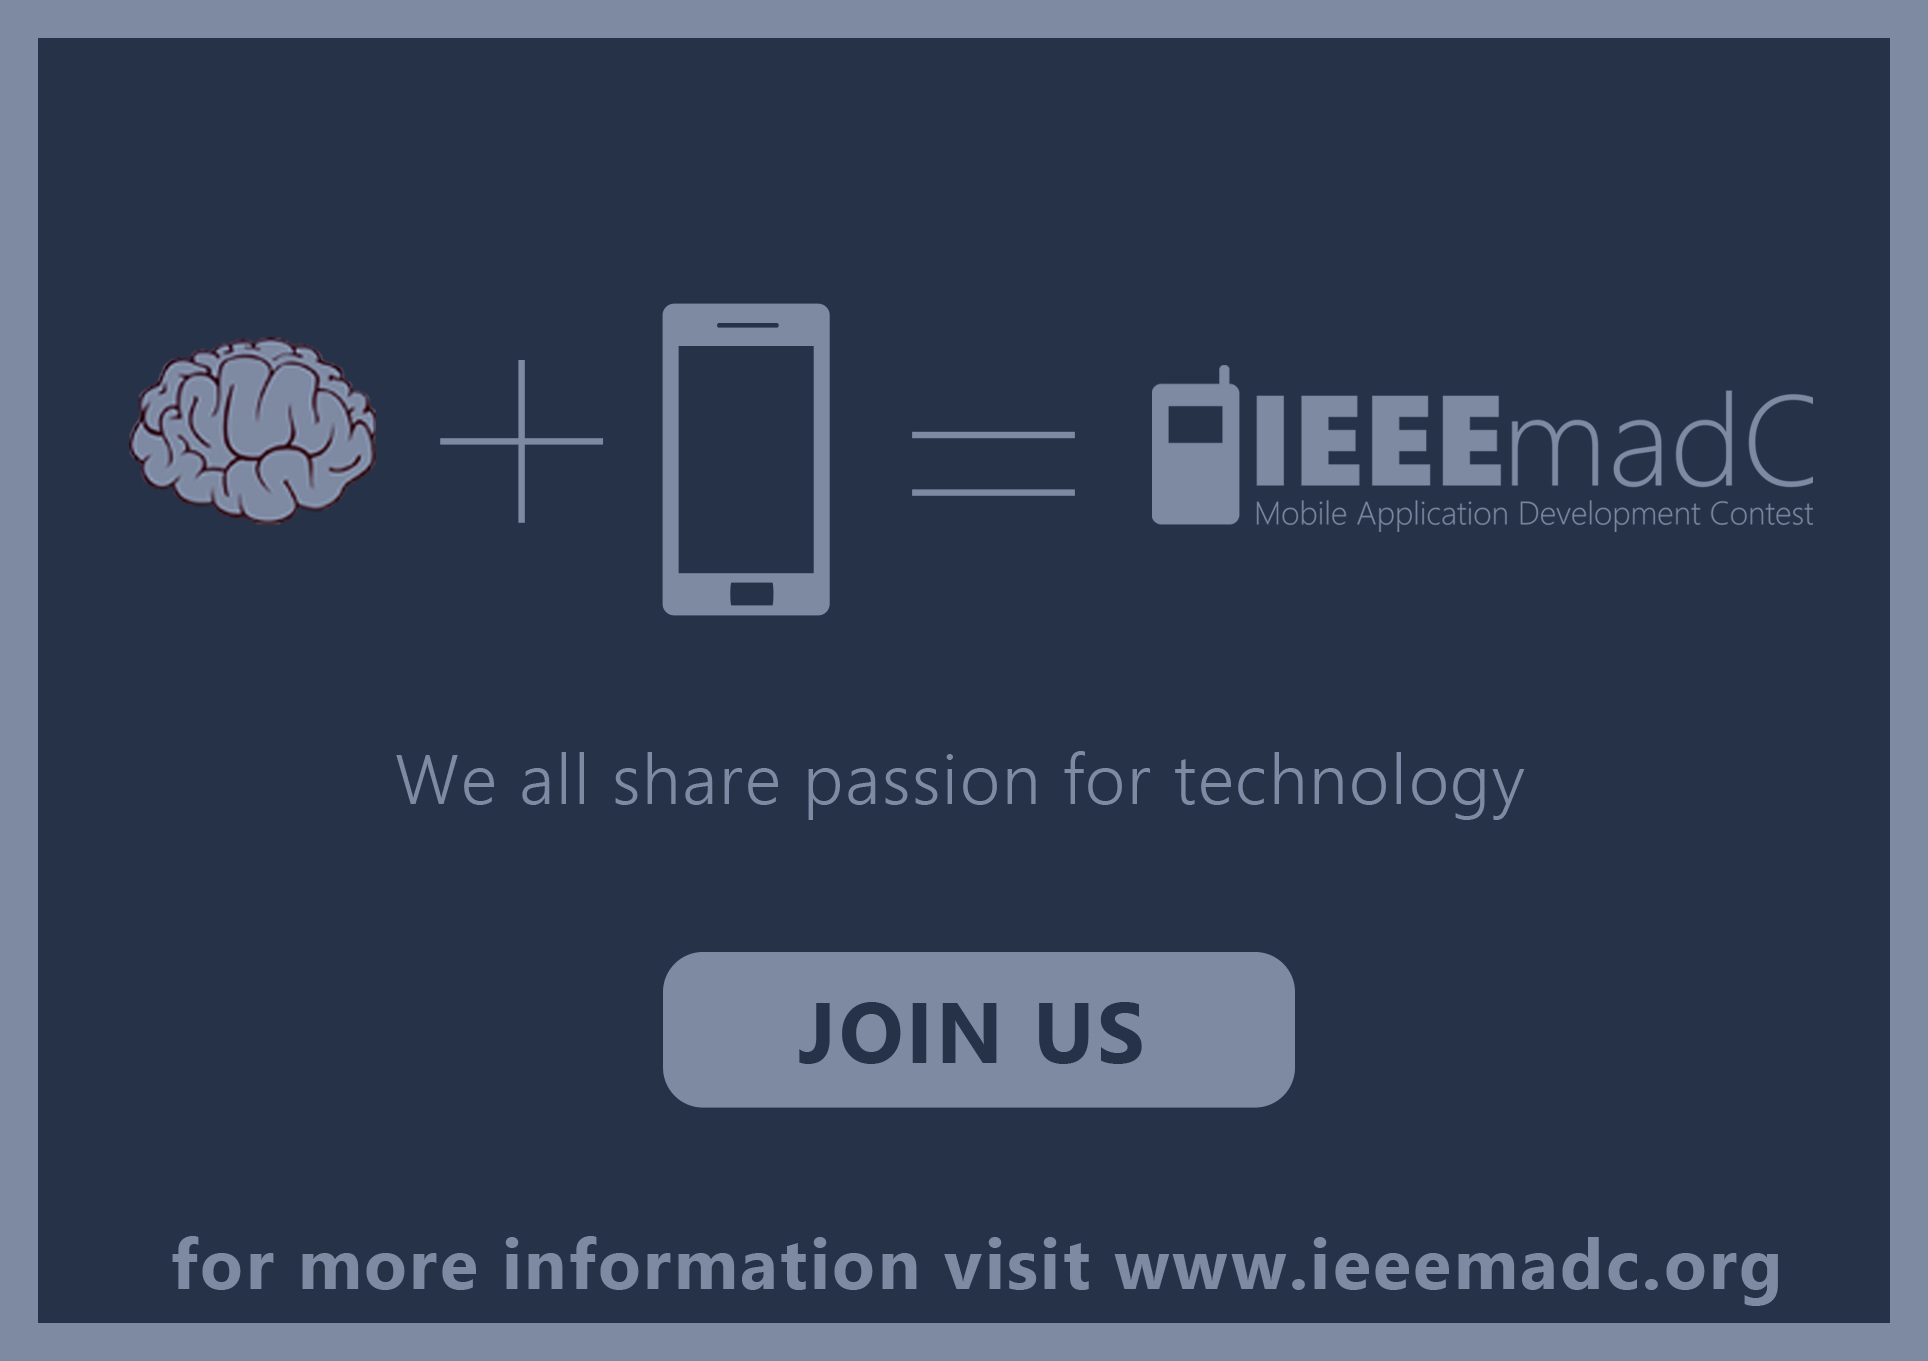 IEEEmadC
Mobile Application Development Contest
We all share passion for technology
JOIN US
for more information visit www.ieeemadc.org